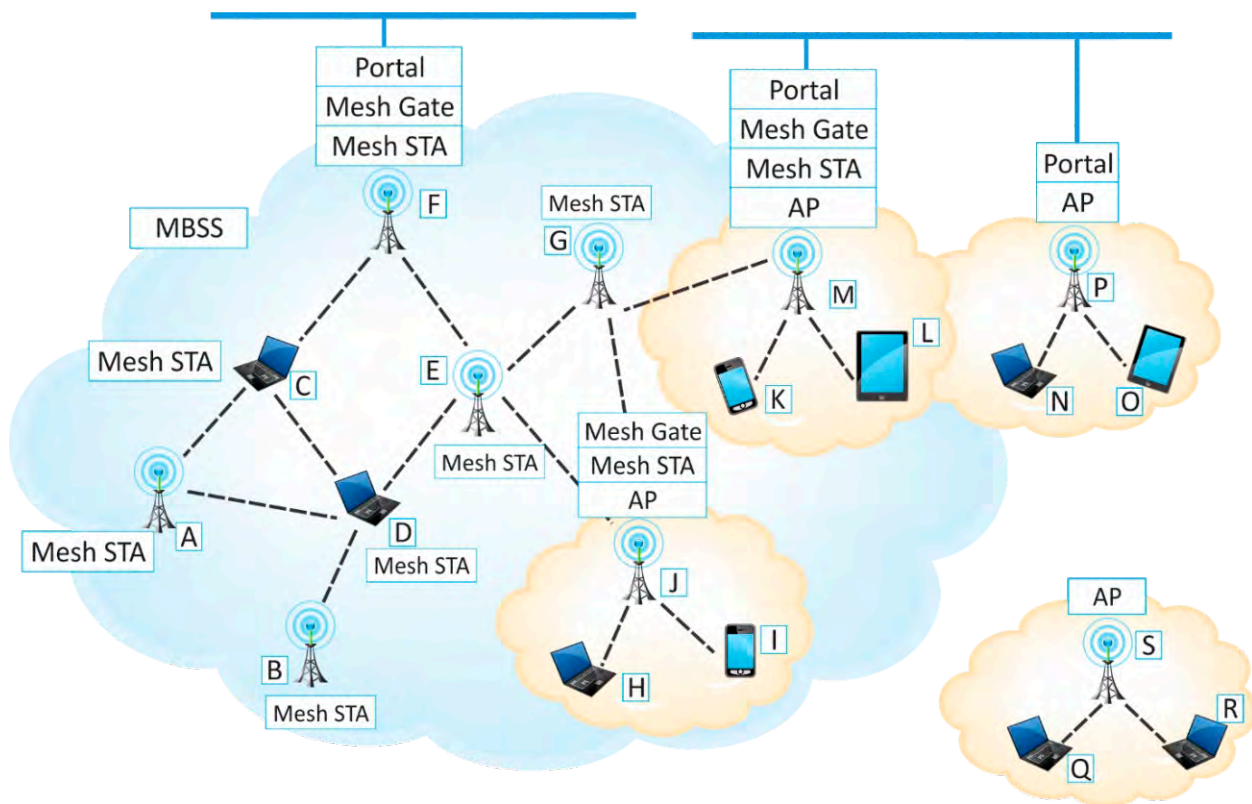 Portal
Mesh Gate
Mesh STA
F
Portal
Mesh Gate
Mesh STA
AP
M
Portal
AP
P
MBSS
Mesh STA
G
L
K
N
O
Mesh STA
C
E
Mesh STA
Mesh Gate
Mesh STA
AP
J
A
Mesh STA
D
Mesh STA
B
Mesh STA
H
I
AP
S
R
Q